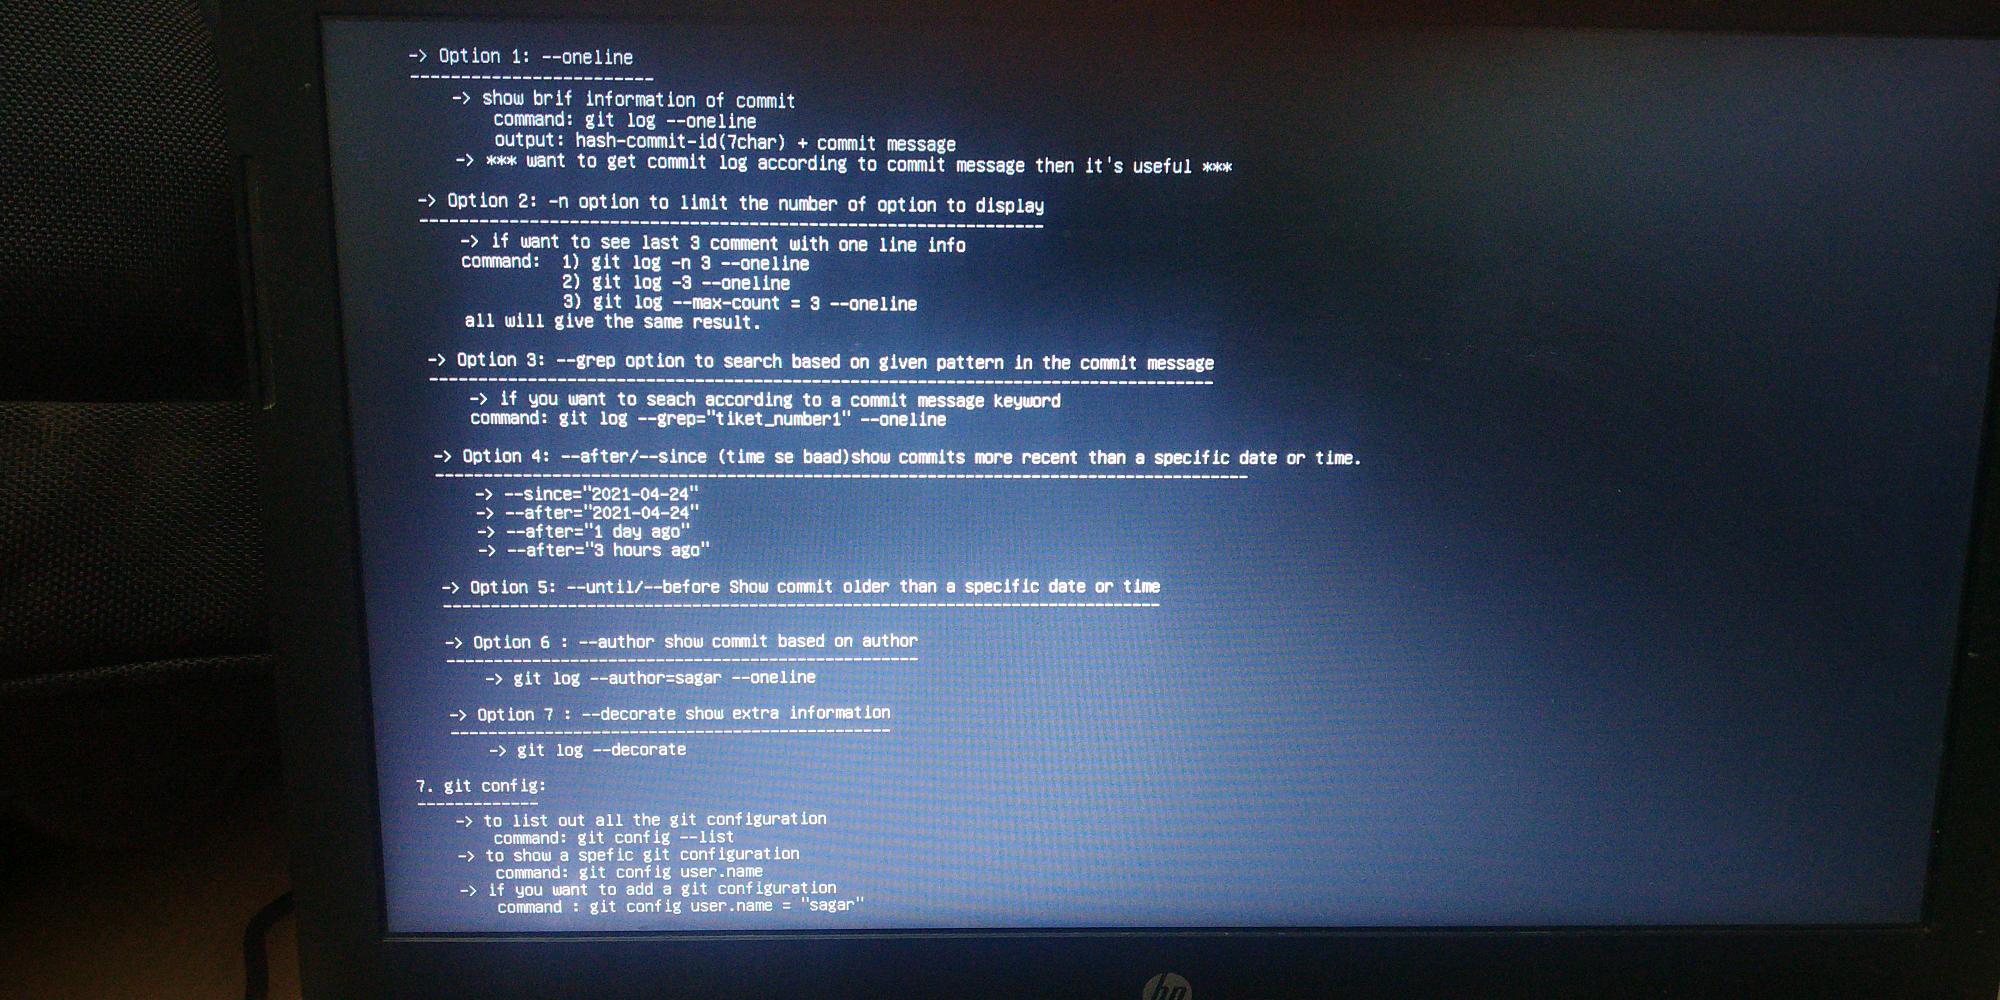 -> Option 1: --oneline
------------------------
-> show brif information of commit
command: git log --oneline
output: hash-commit-id(7char) + commit message
-> *** want to get commit log according to commit message then it's useful ***
-> Option 2: -n option to limit the number of option to display
----------------------------------------------------------------
-> if want to see last 3 comment with one line info
command: 1) git log -n 3 --oneline
2) git log -3 --oneline
3) git log --max-count = 3 --oneline
all will give the same result.
-> Option 3: --grep option to search based on given pattern in the commit message
---------------------------------------------------------------------------------
-> if you want to seach according to a commit message keyword
command: git log --grep="tiket_number1" --oneline
-> Option 4: --after/--since (time se baad)show commits more recent than a specific date or time.
------------------------------------------------------------------------------------
-> --since="2021-04-24"
-> --after="2021-04-24"
-> --after="1 day ago"
-> --after="3 hours ago"
-> Option 5: --until/--before Show commit older than a specific date or time
---------------------------------------------------------------------------
-> Option 6 : --author show commit based on author
--------------------------------------------------
-> git log --author=sagar --oneline
-> Option 7 : --decorate show extra information
-----------------------------------------------
-> git log --decorate
7. git config:
-------------
-> to list out all the git configuration
command: git config --list
-> to show a spefic git configuration
command: git config user.name
-> if you want to add a git configuration
command : git config user.name = "sagar"
hp